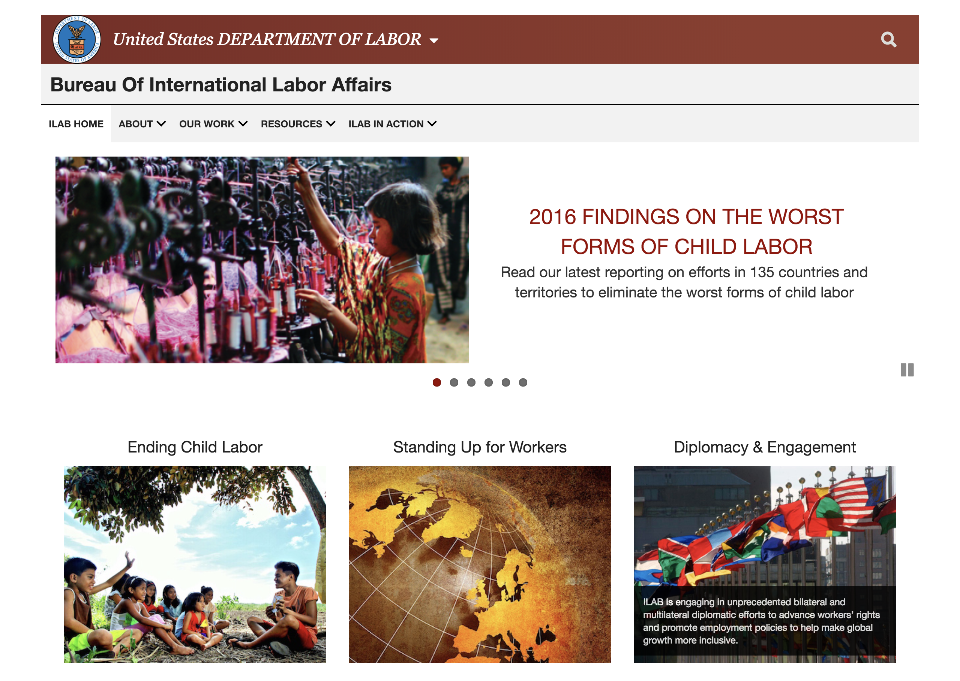 United States DEPARTMENT OF LABOR
Bureau Of International Labor Affairs
ILAB HOME ABOUT OUR WORK RESOURCES ILAB IN ACTION
2016 FINDINGS ON THE WORST
FORMS OF CHILD LABOR
Read our latest reporting on efforts in 135 countries and
territories to eliminate the worst forms of child labor
Ending Child Labor
Standing Up for Workers
Diplomacy & Engagement
ILAB is engaging in unprecedented bilateral and
multilateral diplomatic efforts to advance workers' rights
and promote employment policies to help make global
growth more inclusive.